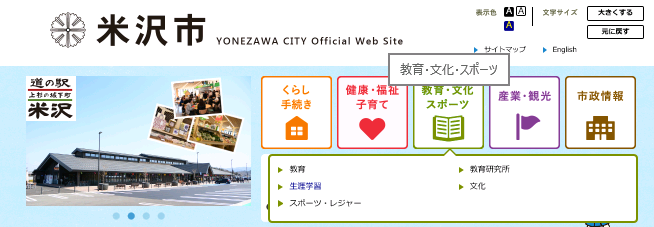 米沢市 YONEZAWA CITY Official Web Site
表示色 A A
A
文字サイズ 大きくする
元に戻す
サイトマップ English
道の駅
上杉の城下町
米沢
くらし
手続き
健康・福祉
子育て
教育・文化
スポーツ
産業・観光
市政情報
教育・文化・スポーツ
教育
教育研究所
生涯学習
文化
スポーツ・レジャー